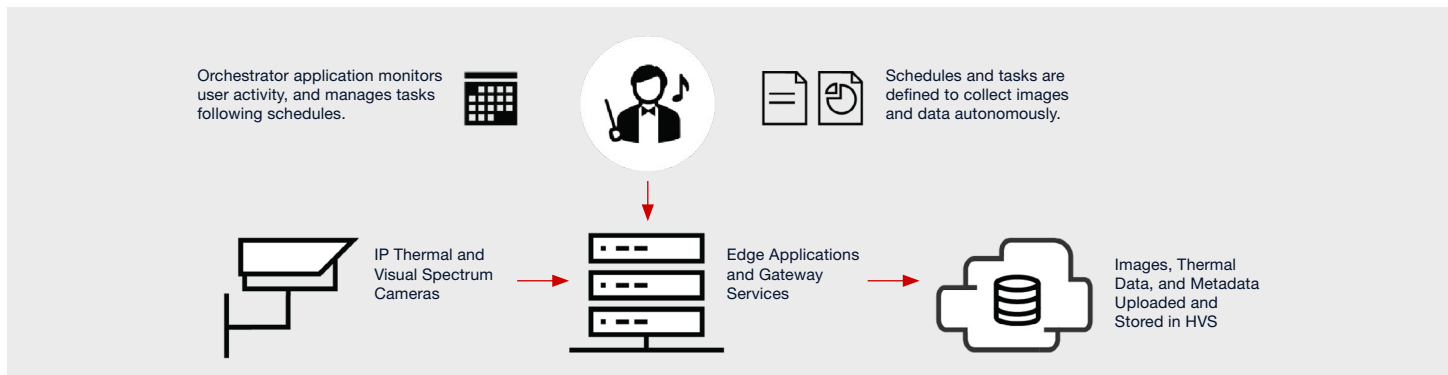 Orchestrator application monitors
user activity, and manages tasks
following schedules.
Schedules and tasks are
defined to collect images
and data autonomously.
IP Thermal and
Visual Spectrum
Cameras
Edge Applications
and Gateway
Services
Images, Thermal
Data, and Metadata
Uploaded and
Stored in HVS